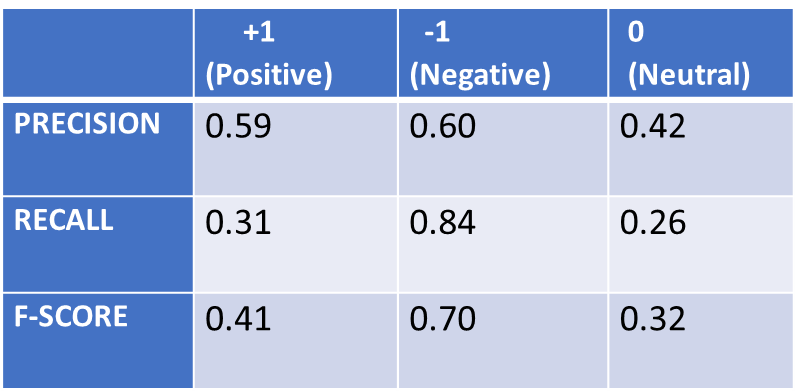 +1 -1 0
(Positive) (Negative) (Neutral)
PRECISION 0.59 0.60 0.42
RECALL 0.31 0.84 0.26
F-SCORE 0.41 0.70 0.32